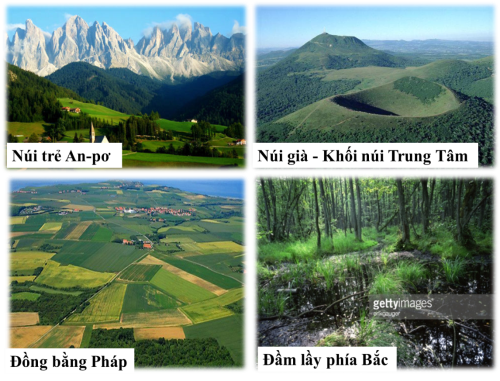 Núi trẻ An-pơ
Núi già - Khối núi Trung Tâm
Đồng bằng Pháp
gettyimages
Đầm lầy phía Bắc